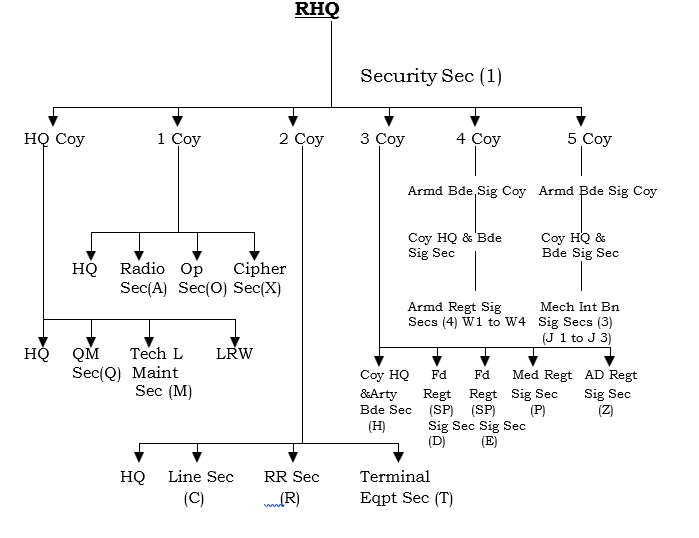 RHQ
Security Sec (1)
HQ Coy
1 Coy
2 Coy
3 Coy
4 Coy
5 Coy
Armd Bde Sig Coy
Armd Bde Sig Coy
Coy HQ & Bde
Sig Sec
Coy HQ &
Bde Sig Sec
HQ
Radio
Sec(A)
Op
Sec(O)
Cipher
Sec(X)
Armd Regt Sig
Secs (4) W1 to W4
Mech Int Bn
Sig Secs (3)
(J 1 to J 3)
HQ
QM
Sec(Q)
Tech L
Maint
Sec (M)
LRW
Coy HQ
&Arty
Bde Sec
(H)
Fd
Regt
(SP)
Sig Sec
(D)
Fd
Regt
(SP)
Sig Sec
(E)
Med Regt
Sig Sec
(P)
AD Regt
Sig Sec
(Z)
HQ
Line Sec
(C)
RR Sec
(R)
Terminal
Eqpt Sec (T)